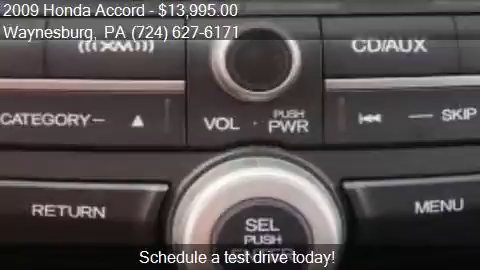 2009 Honda Accord - $13,995.00
Waynesburg, PA (724) 627-6171
((XM))
CD/AUX
CATEGORY– ▲
VOL · PUSH PWR
⏮ — SKIP
RETURN
MENU
SEL
PUSH
Schedule a test drive today!